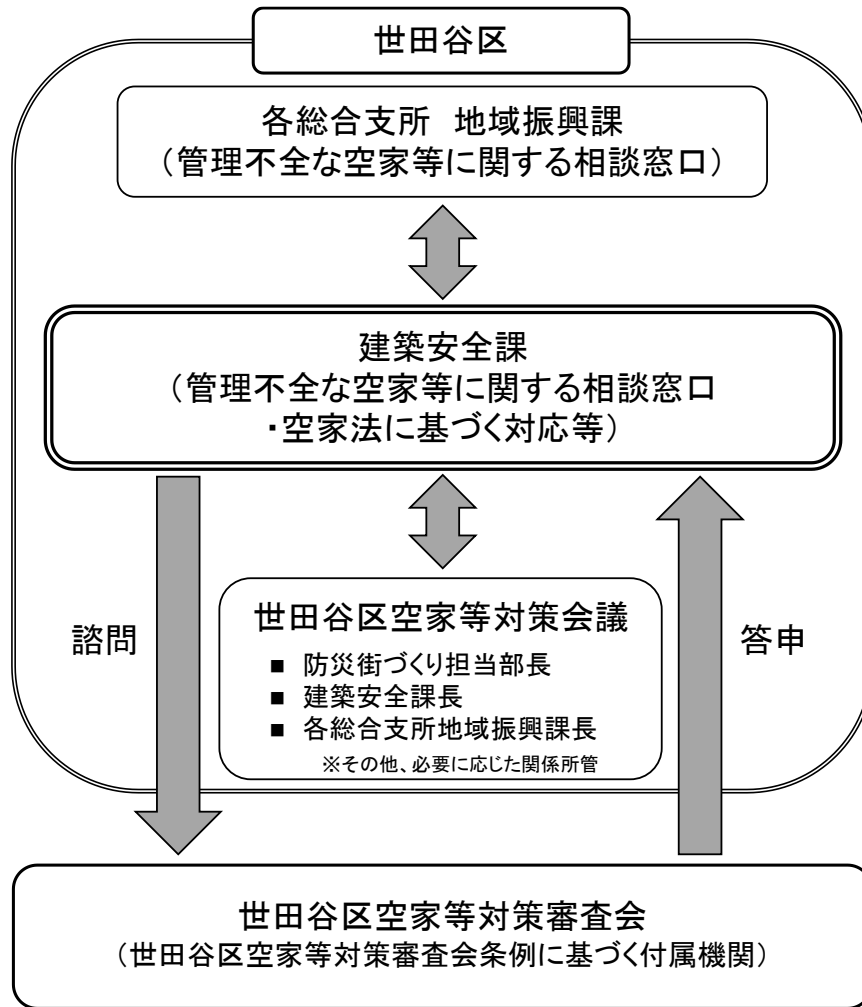 世田谷区
各総合支所 地域振興課
（管理不全な空家等に関する相談窓口）
建築安全課
（管理不全な空家等に関する相談窓口
・空家法に基づく対応等）
諮問
世田谷区空家等対策会議
■ 防災街づくり担当部長
■ 建築安全課長
■ 各総合支所地域振興課長
※その他、必要に応じた関係所管
答申
世田谷区空家等対策審査会
（世田谷区空家等対策審査会条例に基づく付属機関）